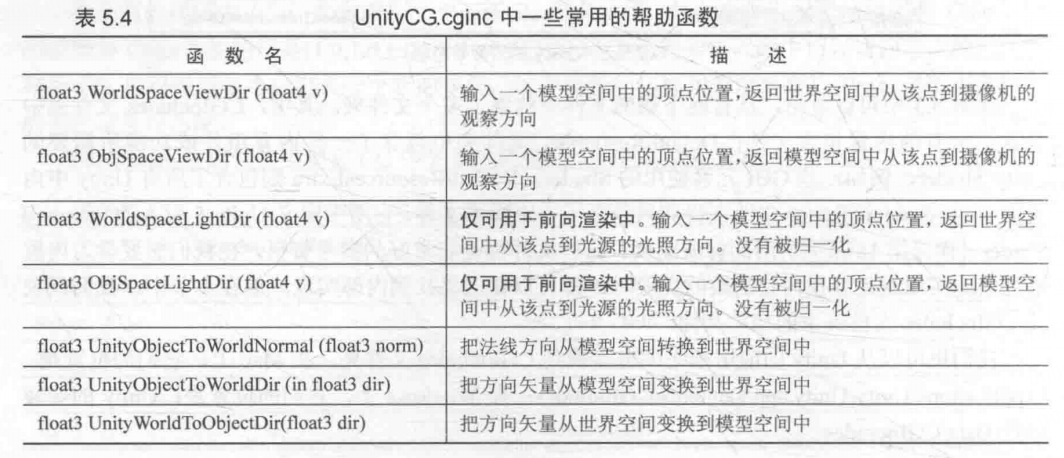 表 5.4 UnityCG.cginc 中一些常用的帮助函数
函 数 名 描 述
float3 WorldSpaceViewDir (float4 v) 输入一个模型空间中的顶点位置,返回世界空间中从该点到摄像机的
观察方向
float3 ObjSpaceViewDir (float4 v) 输入一个模型空间中的顶点位置,返回模型空间中从该点到摄像机的
观察方向
float3 WorldSpaceLightDir (float4 v) 仅可用于前向渲染中。输入一个模型空间中的顶点位置,返回世界空
间中从该点到光源的光照方向。没有被归一化
float3 ObjSpaceLightDir (float4 v) 仅可用于前向渲染中。输入一个模型空间中的顶点位置,返回模型空
间中从该点到光源的光照方向。没有被归一化
float3 UnityObjectToWorldNormal (float3 norm) 把法线方向从模型空间转换到世界空间中
float3 UnityObjectToWorldDir (in float3 dir) 把方向矢量从模型空间变换到世界空间中
float3 UnityWorldToObjectDir(float3 dir) 把方向矢量从世界空间变换到模型空间中